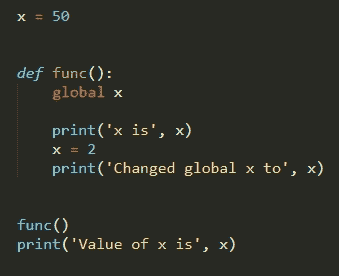 x = 50
def func():
global x
print('x is', x)
x = 2
print('Changed global x to', x)
func()
print('Value of x is', x)